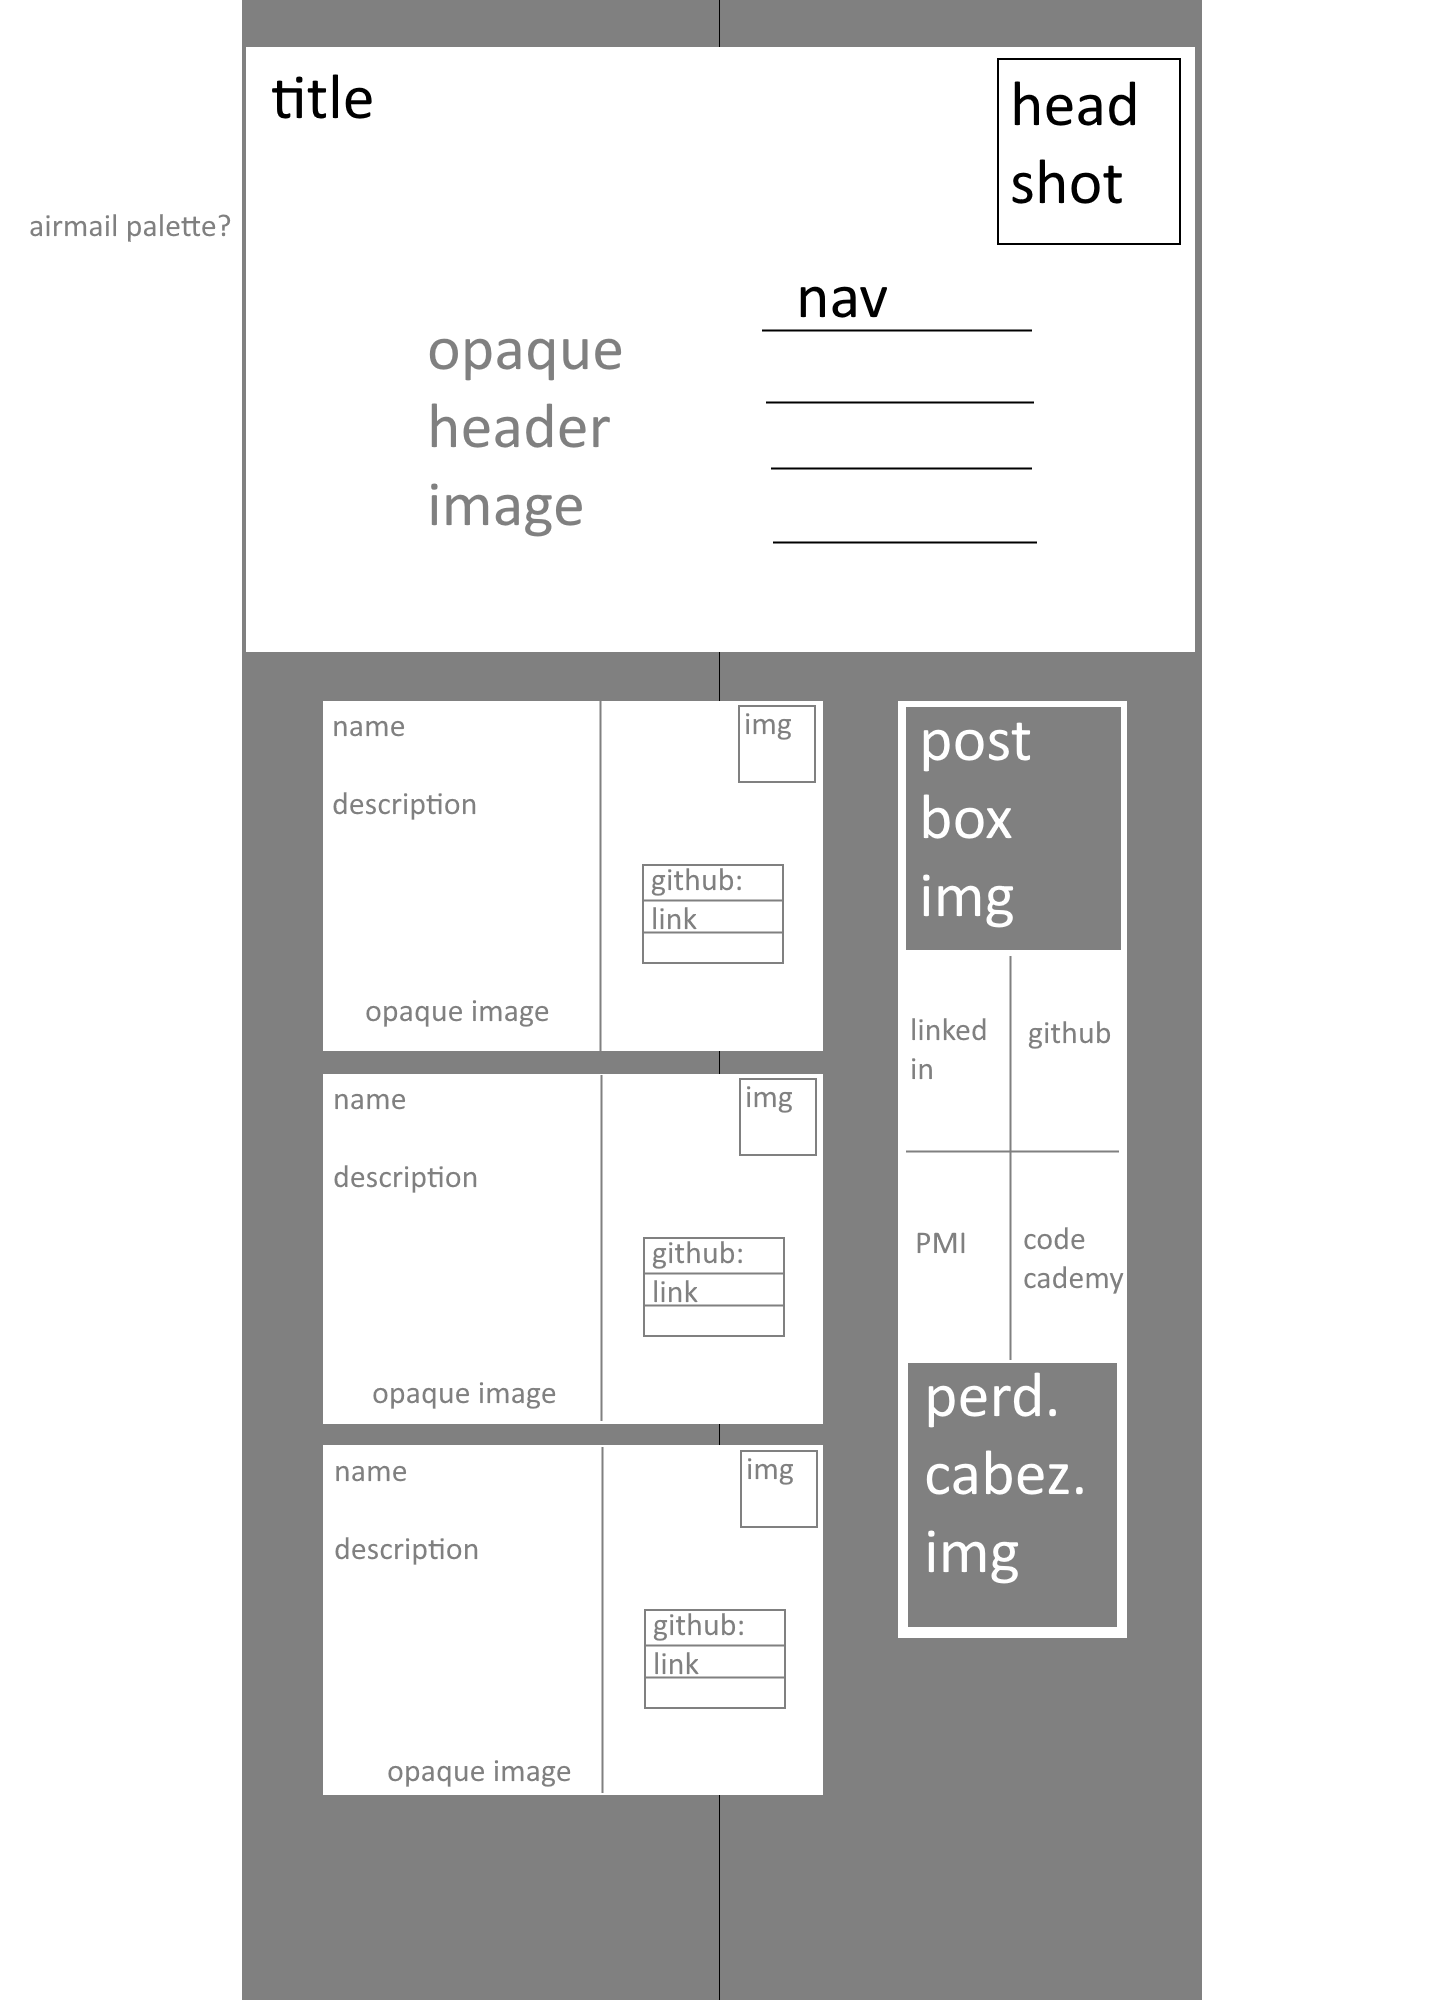 title
head
shot
airmail palette?
nav
opaque
header
image
name
img
description
github:
link
opaque image
name
img
description
github:
link
opaque image
name
img
description
github:
link
opaque image
post
box
img
linked
in
github
PMI
code
cademy
perd.
cabez.
img